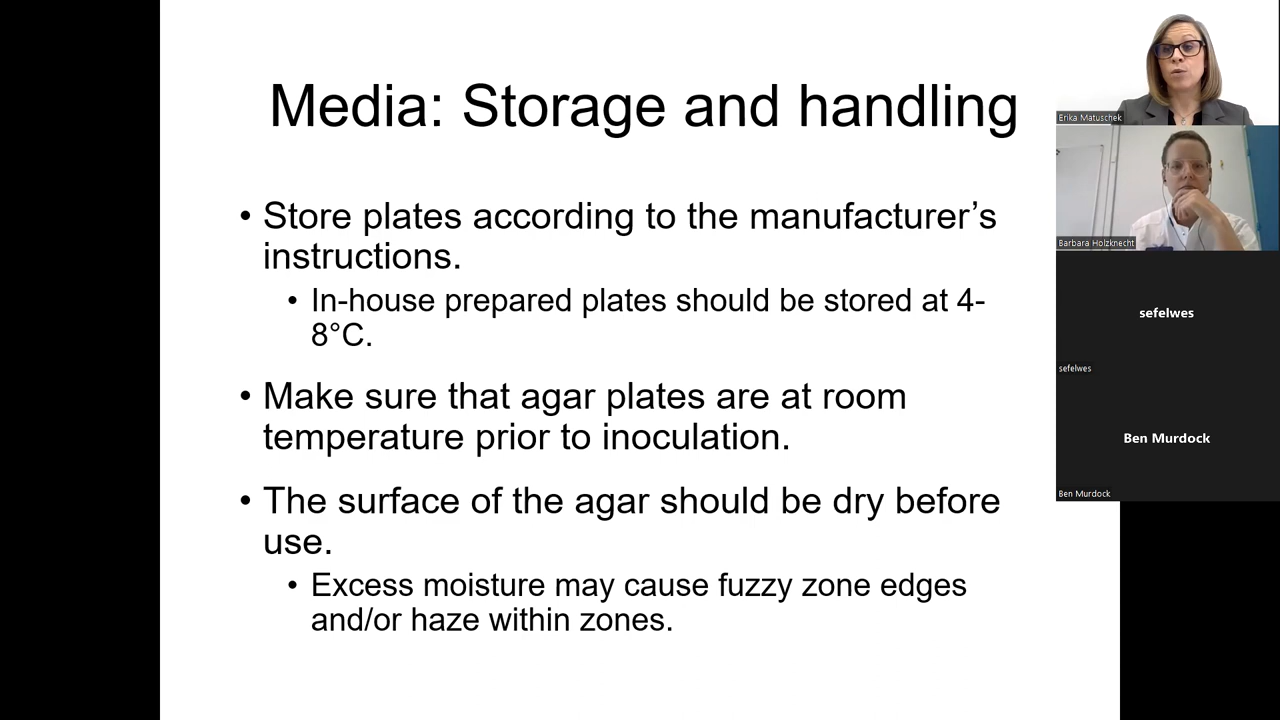 Media: Storage and handling
• Store plates according to the manufacturer’s
instructions.
• In-house prepared plates should be stored at 4-
8°C.
• Make sure that agar plates are at room
temperature prior to inoculation.
• The surface of the agar should be dry before
use.
• Excess moisture may cause fuzzy zone edges
and/or haze within zones.
Erika Matuschek
Barbara Holzknecht
sefelwes
sefelwes
Ben Murdock
Ben Murdock